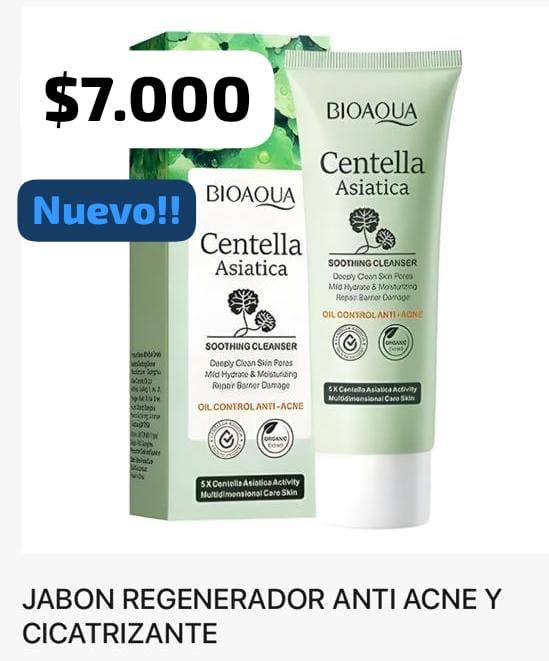 $7.000
Nuevo!!
BIOAQUA
Centella
Asiatica
SOOTHING CLEANSER
Deeply Clean Skin Pores
Mild Hydrate & Moisturizing
Repair Barrier Damage
OIL CONTROL ANTI-ACNE
ORGANIC
5 X Centella Asiatica Activity
Multidimensional Care Skin
BIOAQUA
Centella
Asiatica
SOOTHING CLEANSER
Deeply Clean Skin Pores
Mild Hydrate & Moisturizing
Repair Barrier Damage
OIL CONTROL ANTI-ACNE
ORGANIC
5 X Centella Asiatica Activity
Multidimensional Care Skin
JABON REGENERADOR ANTI ACNE Y
CICATRIZANTE